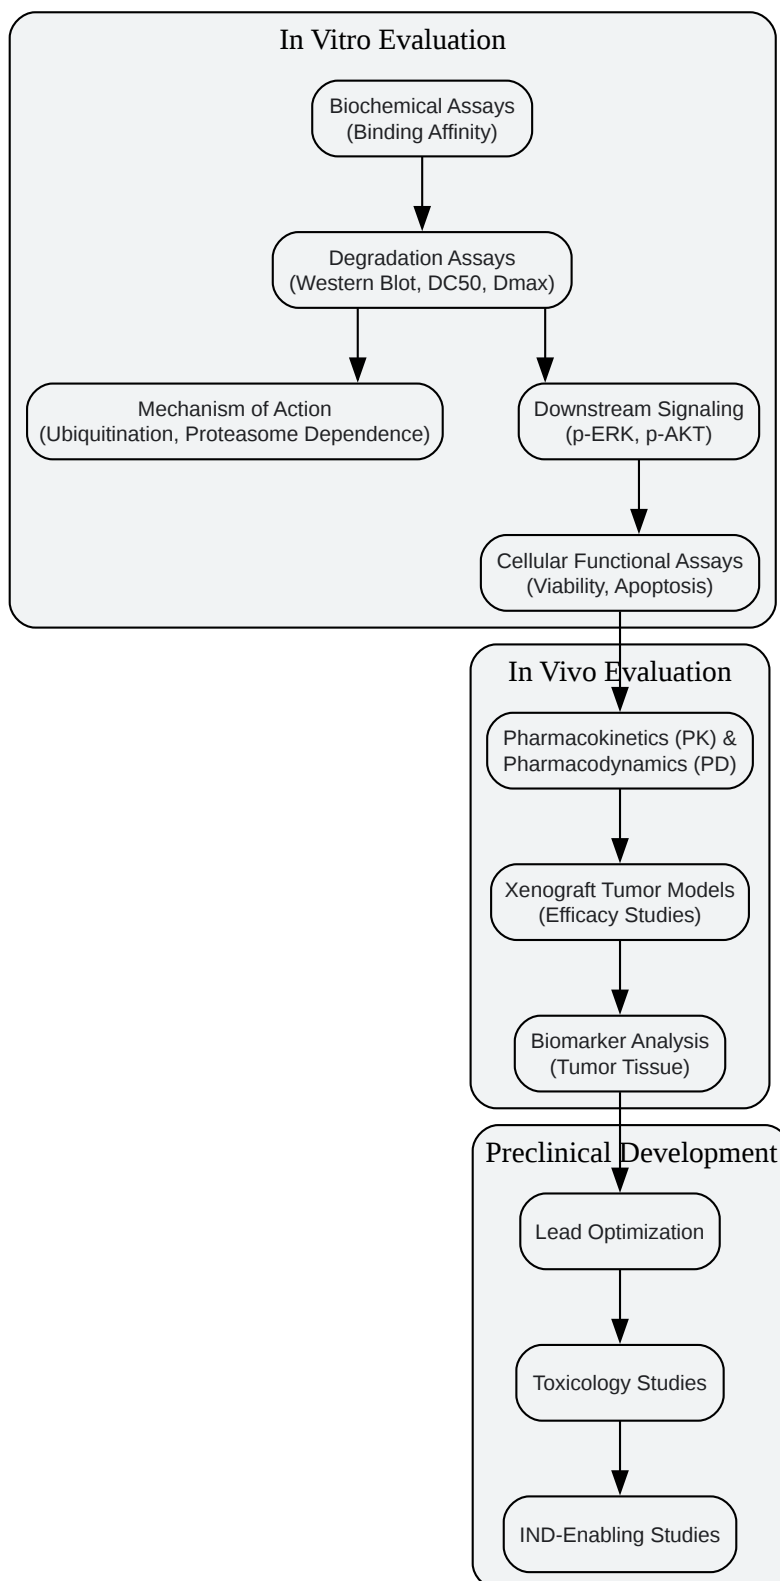 In Vitro Evaluation
Biochemical Assays
(Binding Affinity)
Degradation Assays
(Western Blot, DC50, Dmax)
Mechanism of Action
(Ubiquitination, Proteasome Dependence)
Downstream Signaling
(p-ERK, p-AKT)
Cellular Functional Assays
(Viability, Apoptosis)
In Vivo Evaluation
Pharmacokinetics (PK) &
Pharmacodynamics (PD)
Xenograft Tumor Models
(Efficacy Studies)
Biomarker Analysis
(Tumor Tissue)
Preclinical Development
Lead Optimization
Toxicology Studies
IND-Enabling Studies